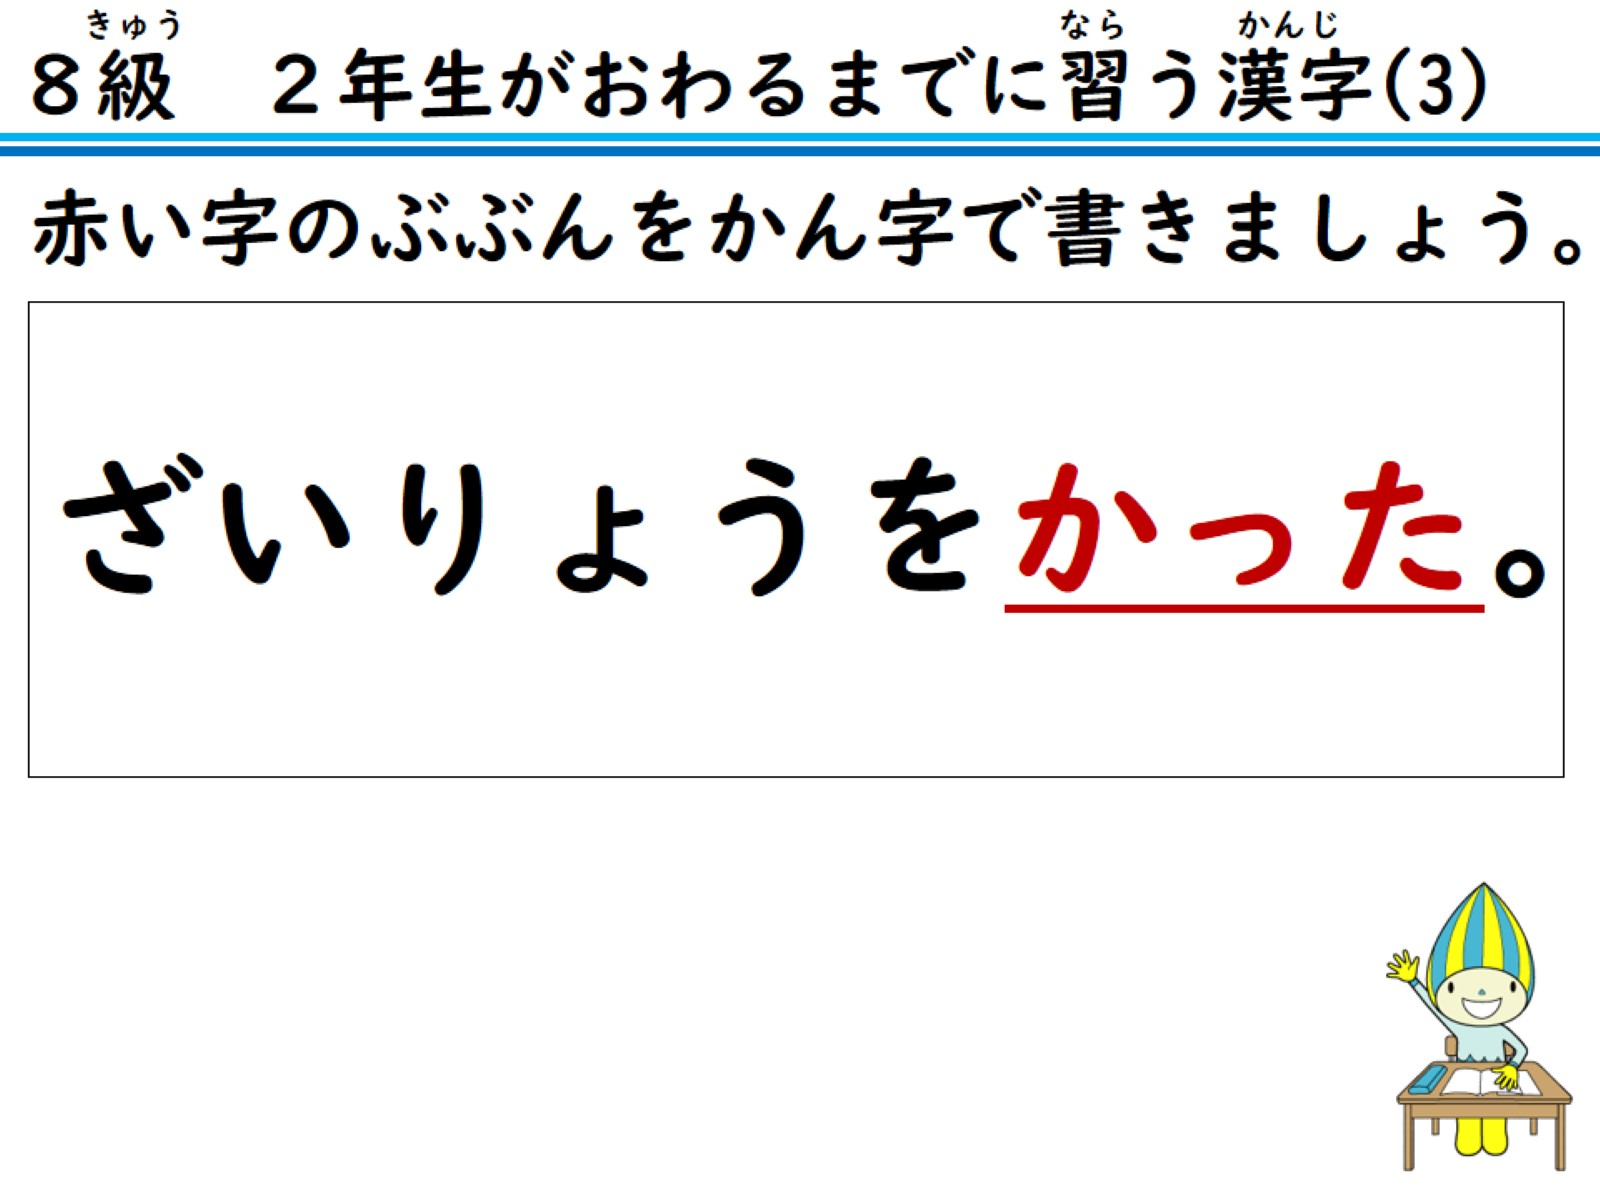 きゅう なら かんじ
８級　２年生がおわるまでに習う漢字(3)
赤い字のぶぶんをかん字で書きましょう。
ざいりょうをかった。